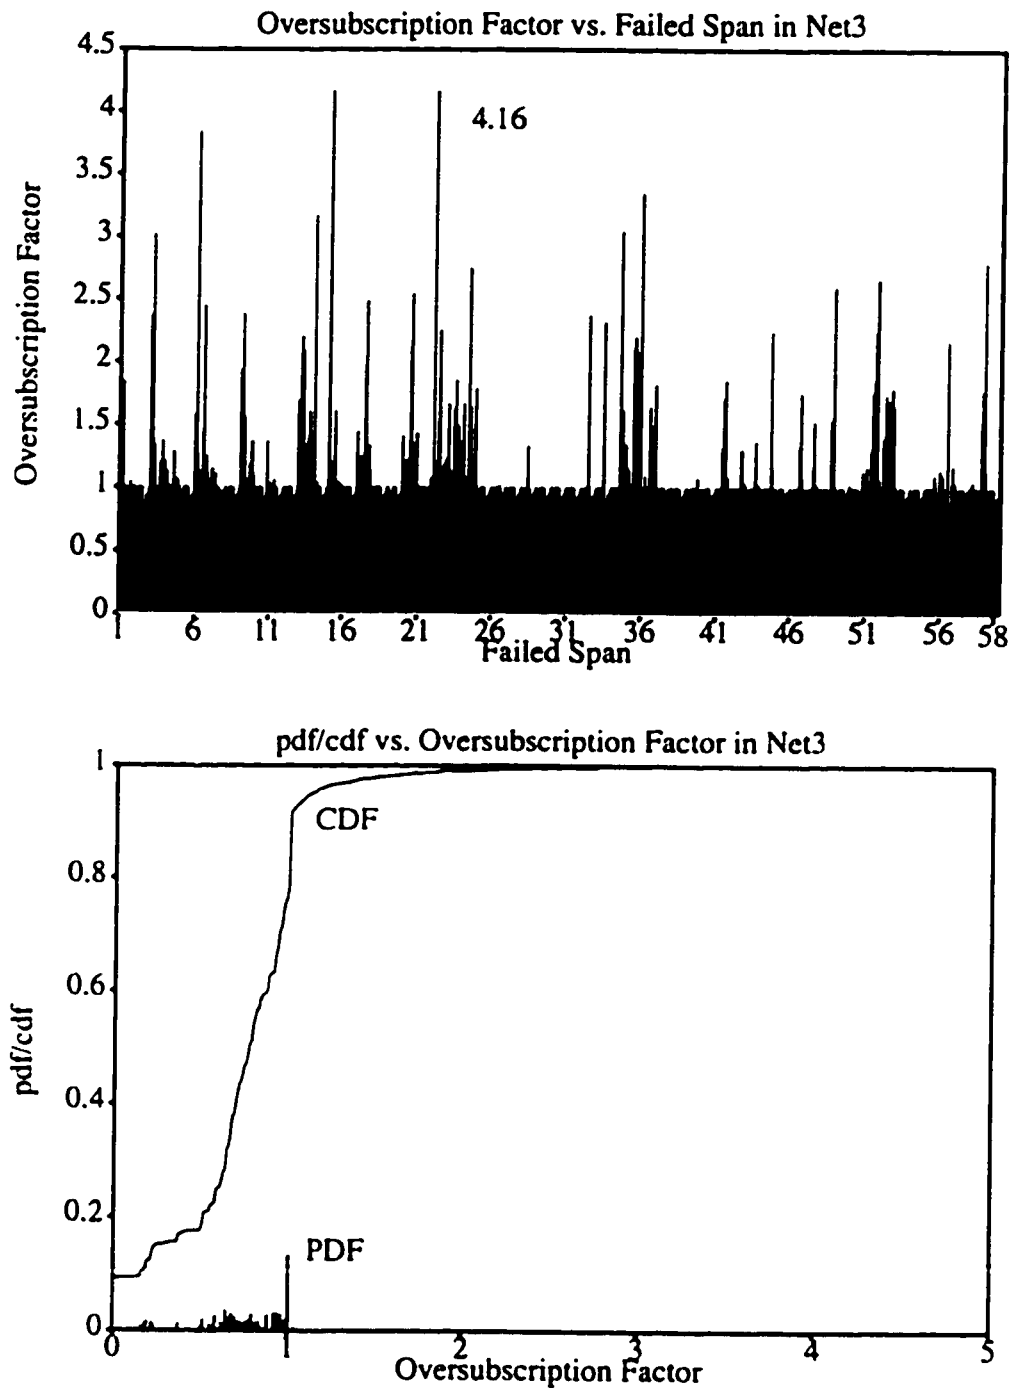 Oversubscription Factor vs. Failed Span in Net3
4.5
4
3.5
3
2.5
2
1.5
1
0.5
0
4.16
Oversubscription Factor
1 6 11 16 21 26 31 36 41 46 51 56 58
Failed Span
pdf/cdf vs. Oversubscription Factor in Net3
1
0.8
0.6
0.4
0.2
0
CDF
PDF
pdf/cdf
0 1 2 3 4 5
Oversubscription Factor